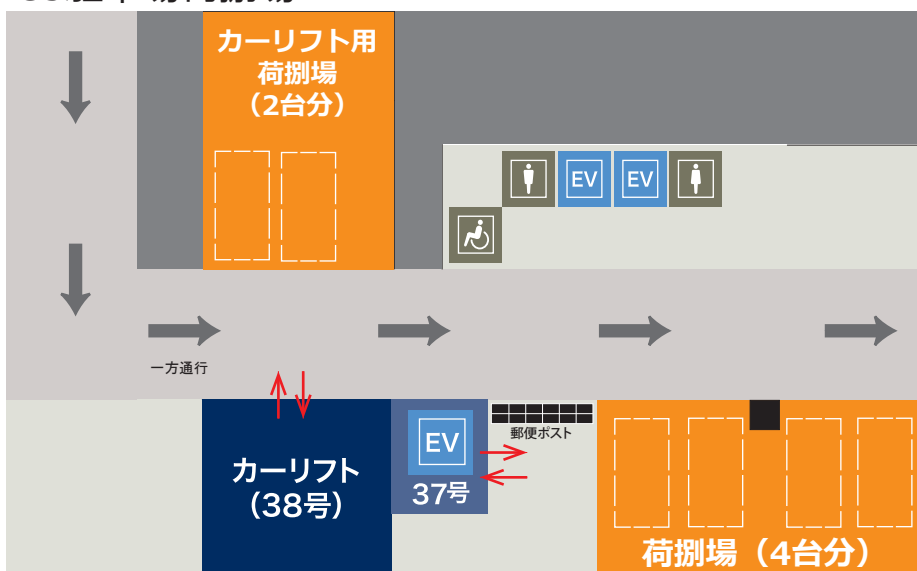 カーリフト用
荷捌場
（2台分）
EV
EV
一方通行
カーリフト
（38号）
EV
37号
郵便ポスト
荷捌場（4台分）